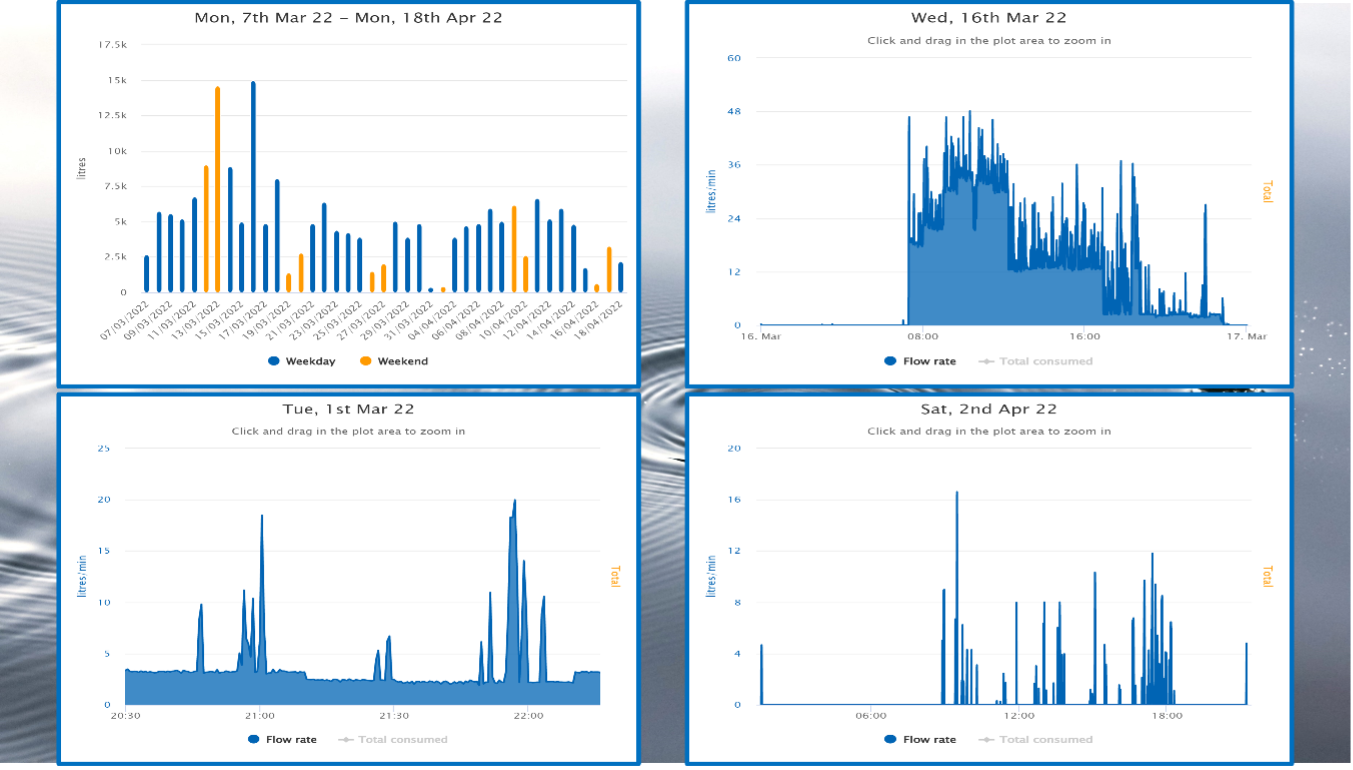 Mon, 7th Mar 22 – Mon, 18th Apr 22
17.5k
15k
12.5k
10k
7.5k
5k
2.5k
0
litres
07/03/2022
09/03/2022
11/03/2022
13/03/2022
15/03/2022
17/03/2022
19/03/2022
21/03/2022
23/03/2022
25/03/2022
27/03/2022
29/03/2022
31/03/2022
04/04/2022
06/04/2022
08/04/2022
10/04/2022
12/04/2022
14/04/2022
16/04/2022
18/04/2022
Weekday
Weekend
Wed, 16th Mar 22
Click and drag in the plot area to zoom in
60
48
36
24
12
0
litres/min
Total
16. Mar
08:00
16:00
17. Mar
Flow rate
Total consumed
Tue, 1st Mar 22
Click and drag in the plot area to zoom in
25
20
15
10
5
0
litres/min
Total
20:30
21:00
21:30
22:00
Flow rate
Total consumed
Sat, 2nd Apr 22
Click and drag in the plot area to zoom in
20
16
12
8
4
0
litres/min
Total
06:00
12:00
18:00
Flow rate
Total consumed